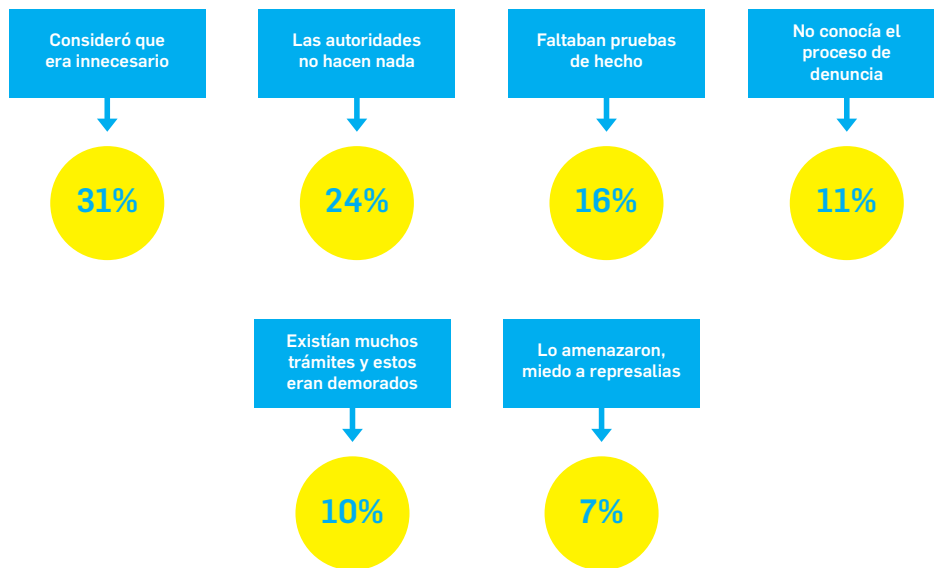 Consideró que
era innecesario
31%
Las autoridades
no hacen nada
24%
Faltaban pruebas
de hecho
16%
No conocía el
proceso de
denuncia
11%
Existían muchos
trámites y estos
eran demorados
10%
Lo amenazaron,
miedo a represalias
7%